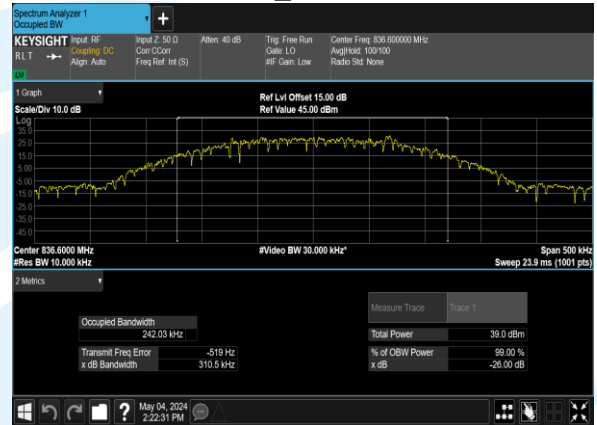 Spectrum Analyzer 1
Occupied BW
+
KEYSIGHT Input: RF Input Z: 50 Ω Atten: 40 dB Trig: Free Run Center Freq: 836.600000 MHz
RLT Coupling: DC Corr CCorr Gate: LO Avg|Hold: 100/100
Align: Auto Freq Ref: Int (S) #IF Gain: Low Radio Std: None
1 Graph
Ref Lvl Offset 15.00 dB
Scale/Div 10.0 dB Ref Value 45.00 dBm
Log
35.0
25.0
15.0
5.00
-5.00
-15.0
-25.0
-35.0
-45.0
Center 836.6000 MHz #Video BW 30.000 kHz* Span 500 kHz
#Res BW 10.000 kHz Sweep 23.9 ms (1001 pts)
2 Metrics
Measure Trace Trace 1
Occupied Bandwidth
242.03 kHz Total Power 39.0 dBm
Transmit Freq Error -519 Hz % of OBW Power 99.00 %
x dB Bandwidth 310.5 kHz x dB -26.00 dB
? May 04, 2024
2:22:31 PM